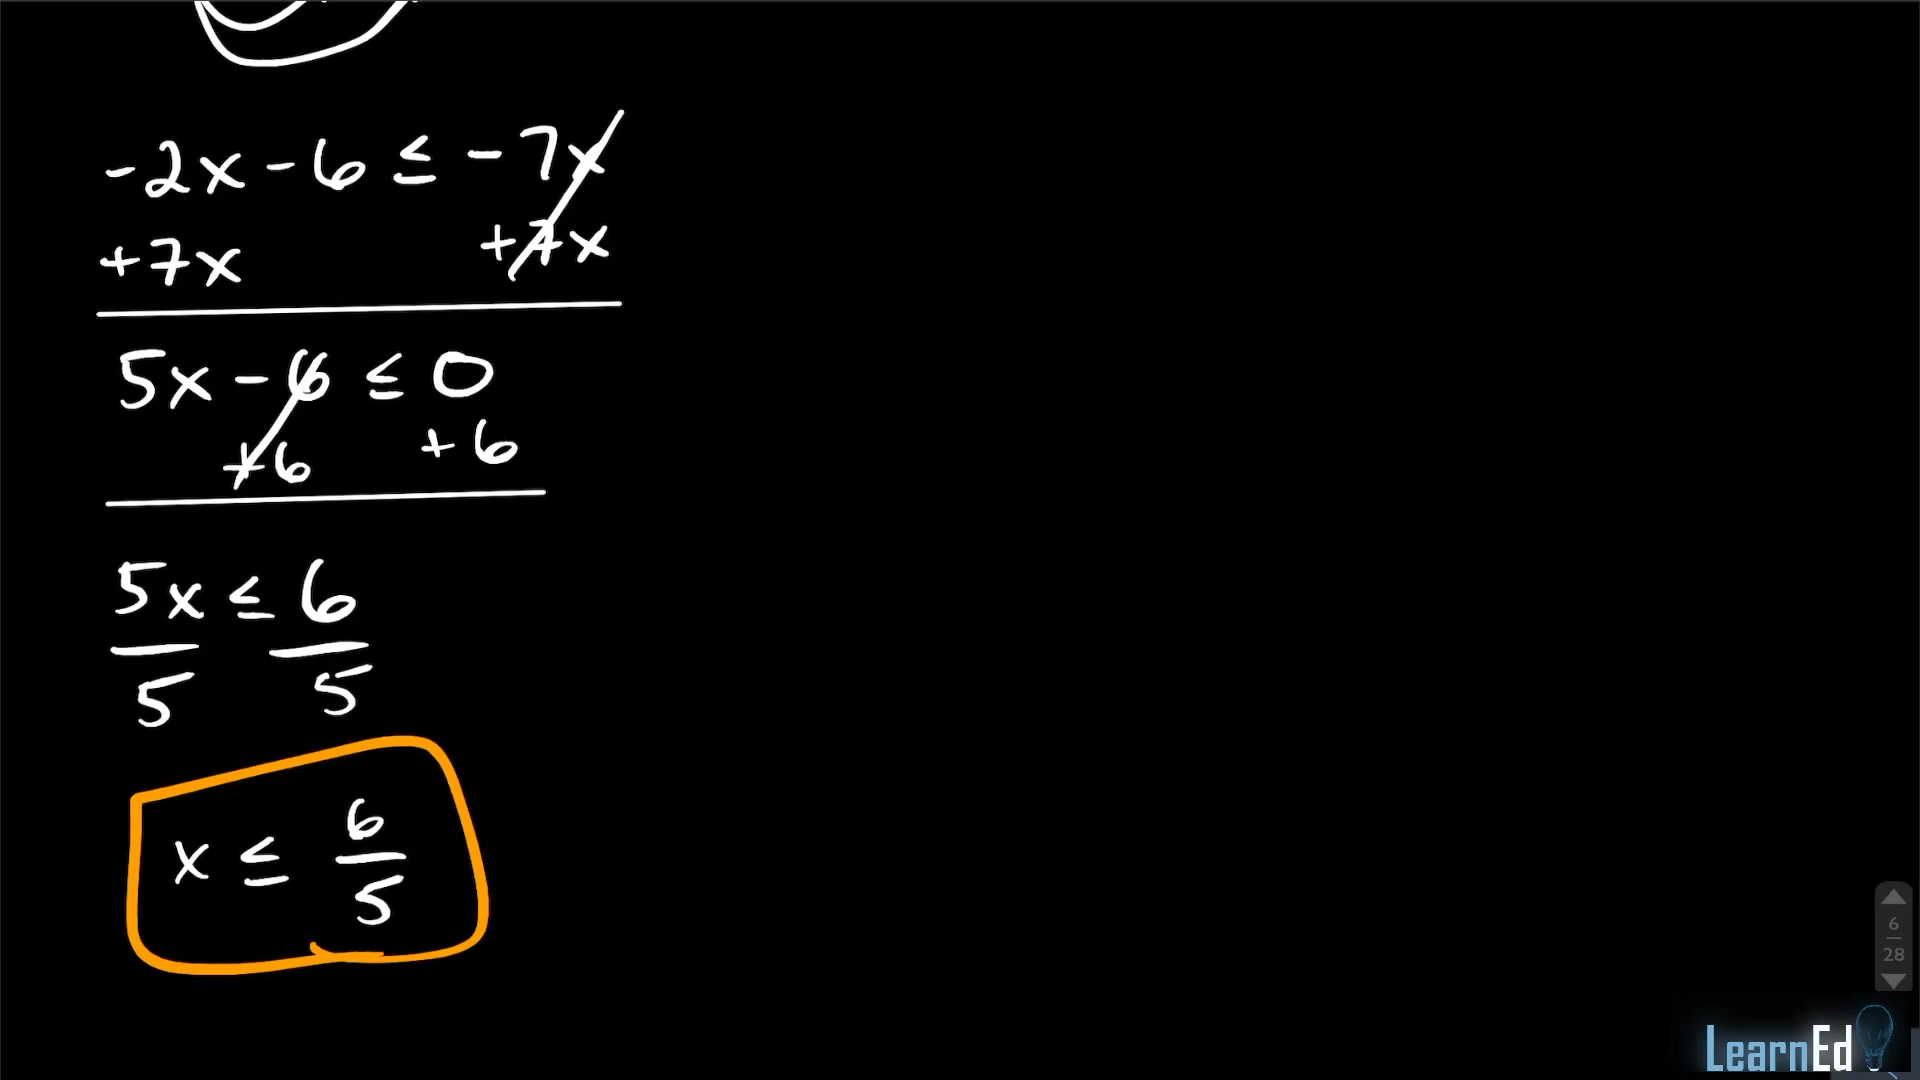 -2x - 6 ≤ -7x
+7x +7x
5x - 6 ≤ 0
+6 +6
5x ≤ 6
5 5
x ≤ 6/5
6
28
LearnEd